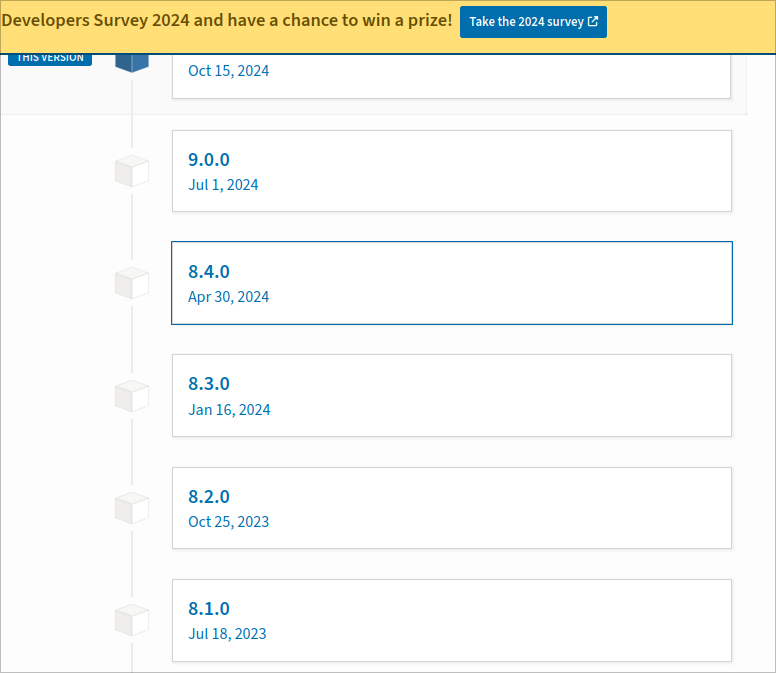 Developers Survey 2024 and have a chance to win a prize! Take the 2024 survey
THIS VERSION
Oct 15, 2024
9.0.0
Jul 1, 2024
8.4.0
Apr 30, 2024
8.3.0
Jan 16, 2024
8.2.0
Oct 25, 2023
8.1.0
Jul 18, 2023